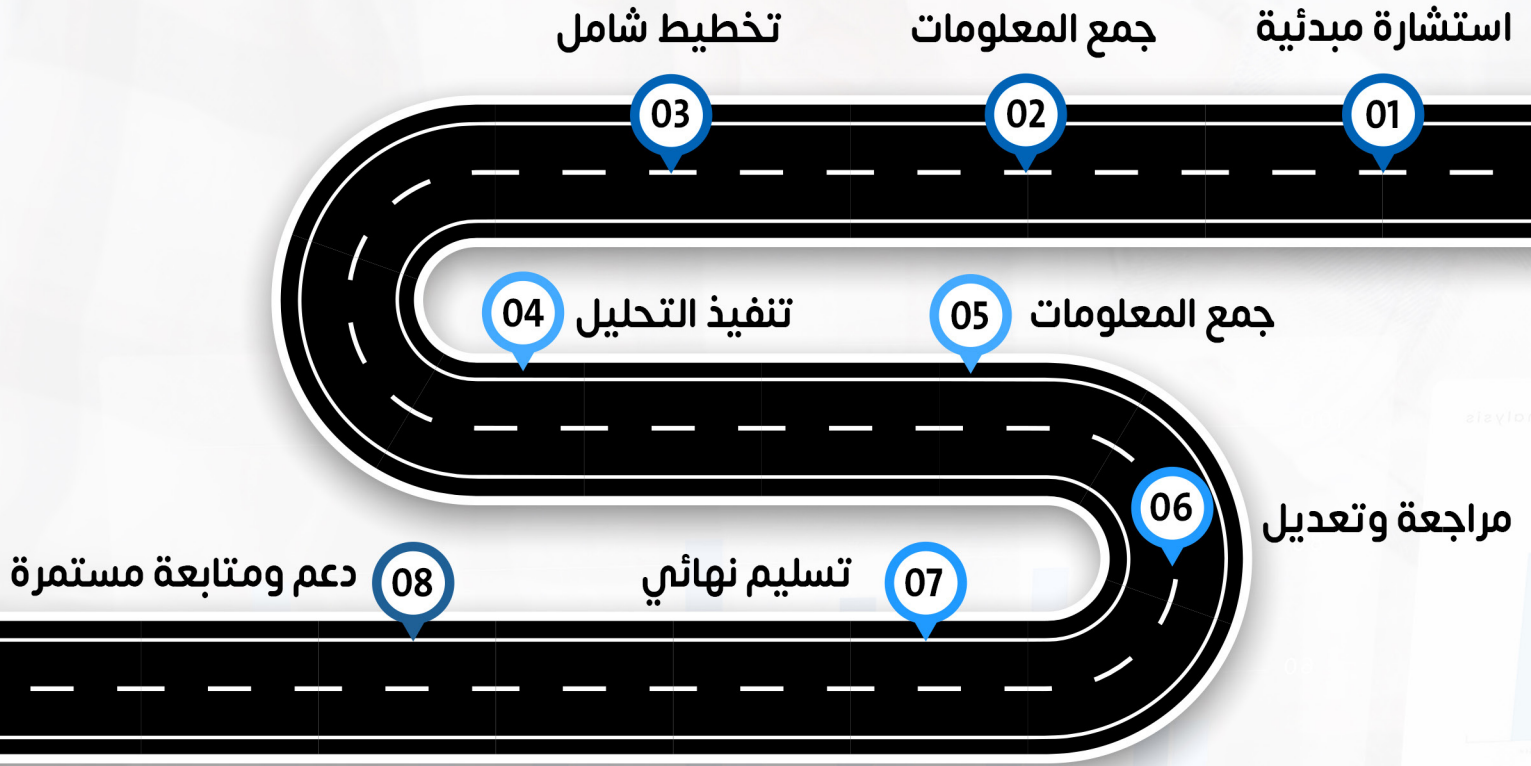 استشارة مبدئية
01
جمع المعلومات
02
تخطيط شامل
03
04
تنفيذ التحليل
05
جمع المعلومات
06
مراجعة وتعديل
07
تسليم نهائي
08
دعم ومتابعة مستمرة